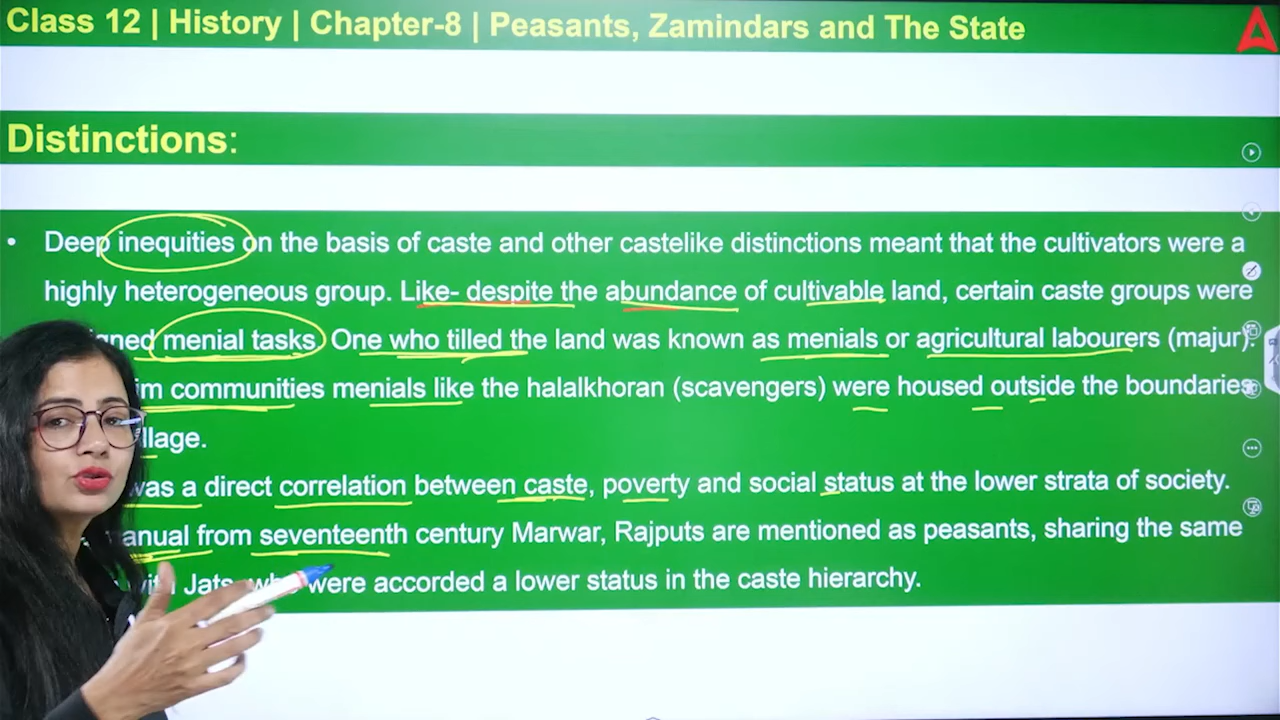 Class 12 | History | Chapter-8 | Peasants, Zamindars and The State
Distinctions:
• Deep inequities on the basis of caste and other castelike distinctions meant that the cultivators were a
highly heterogeneous group. Like- despite the abundance of cultivable land, certain caste groups were
menial tasks One who tilled the land was known as menials or agricultural labourers (majur).
communities menials like the halalkhoran (scavengers) were housed outside the boundaries
was a direct correlation between caste, poverty and social status at the lower strata of society.
from seventeenth century Marwar, Rajputs are mentioned as peasants, sharing the same
Jats, were accorded a lower status in the caste hierarchy.